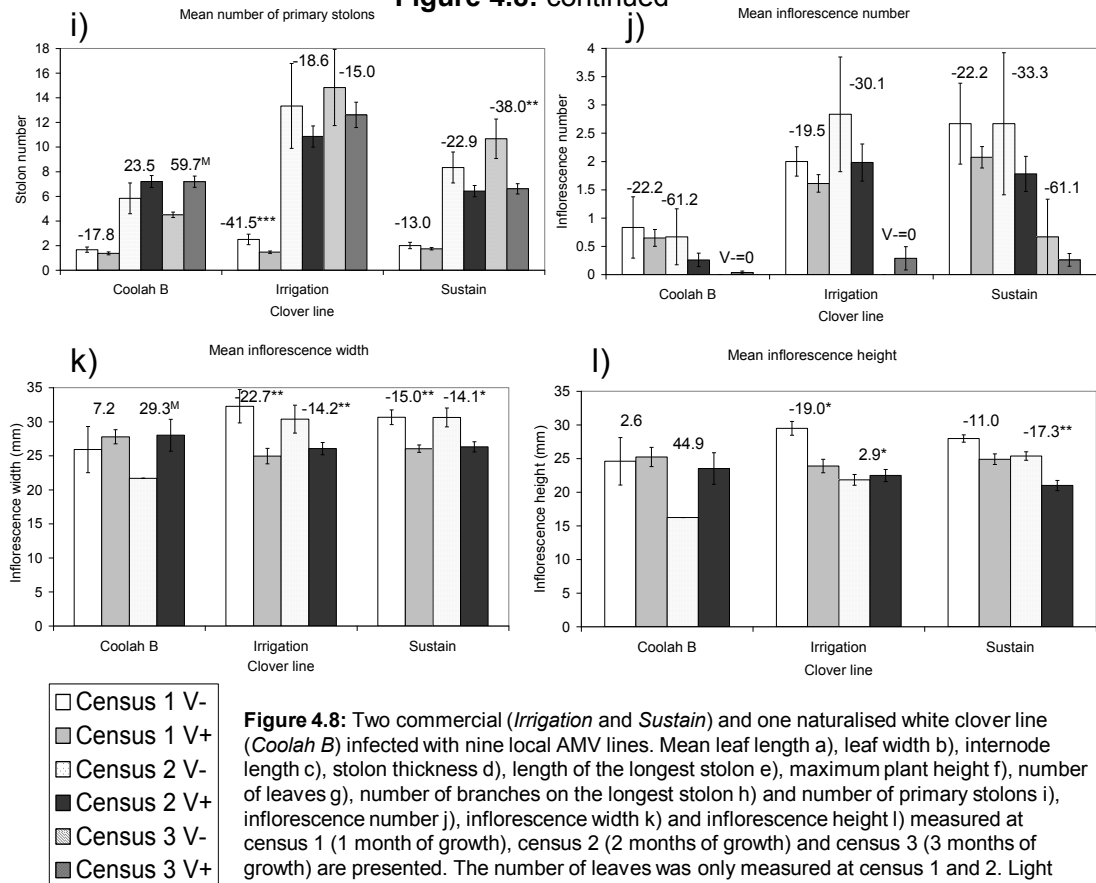 Figure 4.8: continued
i)
Mean number of primary stolons
Stolon number
18
16
14
12
10
8
6
4
2
0
-17.8
23.5
59.7M
-41.5***
-18.6
-15.0
-13.0
-22.9
-38.0**
Coolah B Irrigation Sustain
Clover line
j)
Mean inflorescence number
Inflorescence number
4
3.5
3
2.5
2
1.5
1
0.5
0
-22.2
-61.2
V-=0
-19.5
-30.1
V-=0
-22.2
-33.3
-61.1
Coolah B Irrigation Sustain
Clover line
k)
Mean inflorescence width
Inflorescence width (mm)
35
30
25
20
15
10
5
0
7.2
29.3M
-22.7**
-14.2**
-15.0**
-14.1*
Coolah B Irrigation Sustain
Clover line
l)
Mean inflorescence height
Inflorescence height (mm)
35
30
25
20
15
10
5
0
2.6
44.9
-19.0*
2.9*
-11.0
-17.3**
Coolah B Irrigation Sustain
Clover line
Census 1 V-
Census 1 V+
Census 2 V-
Census 2 V+
Census 3 V-
Census 3 V+
Figure 4.8: Two commercial (Irrigation and Sustain) and one naturalised white clover line
(Coolah B) infected with nine local AMV lines. Mean leaf length a), leaf width b), internode
length c), stolon thickness d), length of the longest stolon e), maximum plant height f), number
of leaves g), number of branches on the longest stolon h) and number of primary stolons i),
inflorescence number j), inflorescence width k) and inflorescence height l) measured at
census 1 (1 month of growth), census 2 (2 months of growth) and census 3 (3 months of
growth) are presented. The number of leaves was only measured at census 1 and 2. Light